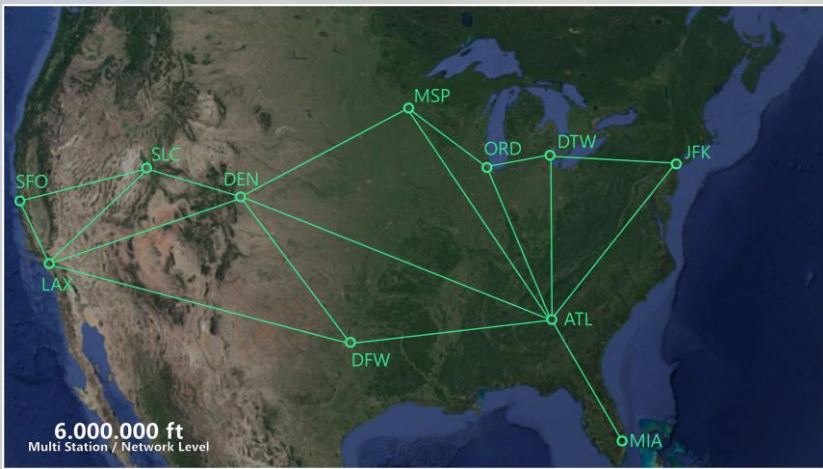 MSP
ORD
DTW
JFK
SLC
DEN
SFO
LAX
ATL
DFW
6.000.000 ft
Multi Station / Network Level
MIA